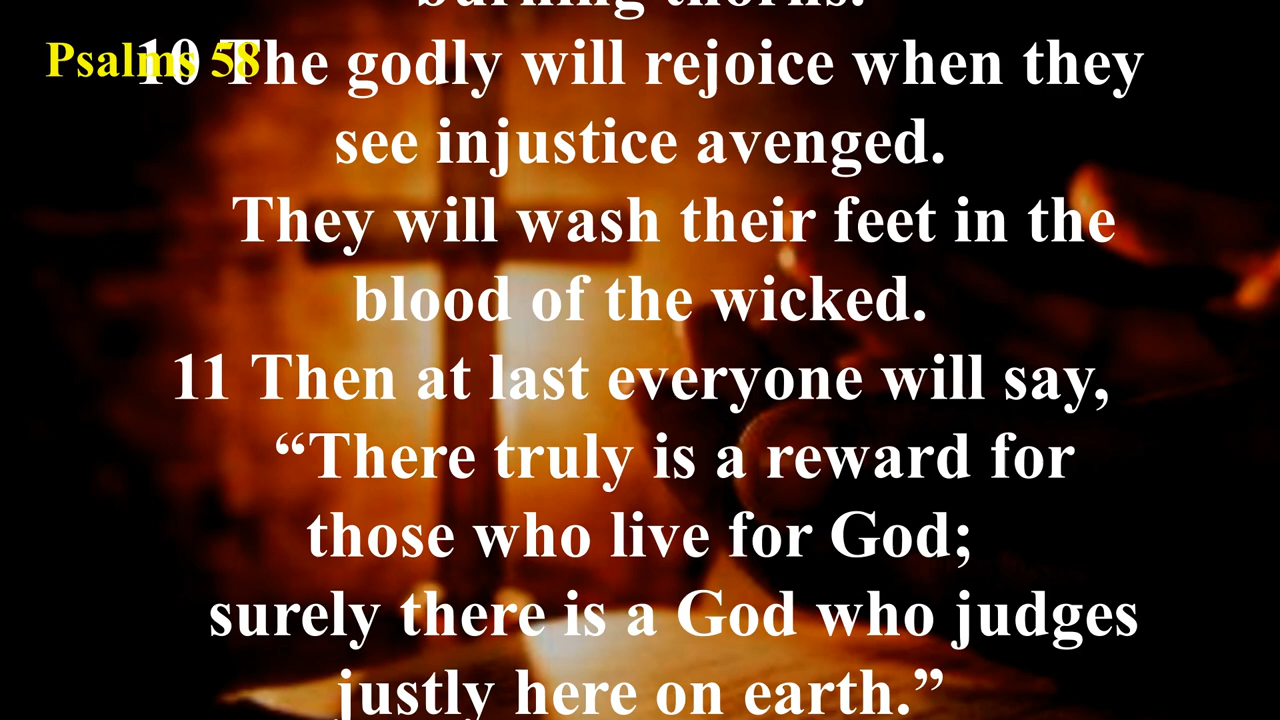 burning thorns.
Psalms 58
10 The godly will rejoice when they
see injustice avenged.
They will wash their feet in the
blood of the wicked.
11 Then at last everyone will say,
“There truly is a reward for
those who live for God;
surely there is a God who judges
justly here on earth.”